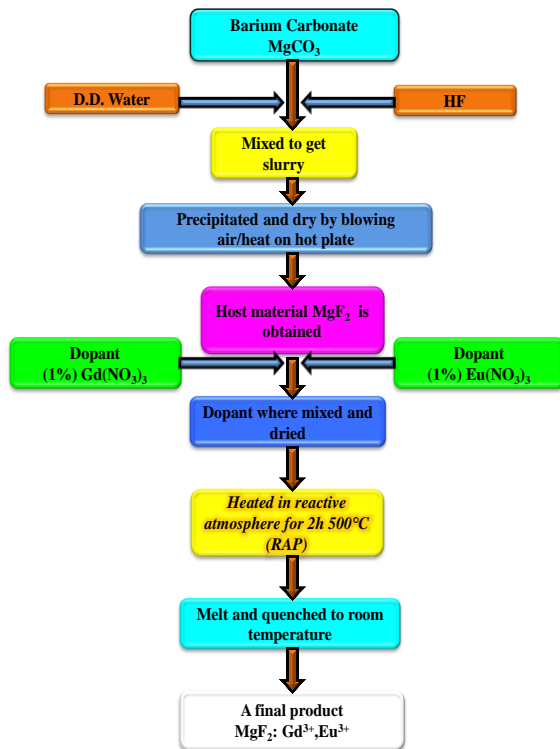 Barium Carbonate
MgCO₃
D.D. Water
HF
Mixed to get
slurry
Precipitated and dry by blowing
air/heat on hot plate
Host material MgF₂ is
obtained
Dopant
(1%) Gd(NO₃)₃
Dopant
(1%) Eu(NO₃)₃
Dopant where mixed and
dried
Heated in reactive
atmosphere for 2h 500°C
(RAP)
Melt and quenched to room
temperature
A final product
MgF₂: Gd³⁺,Eu³⁺